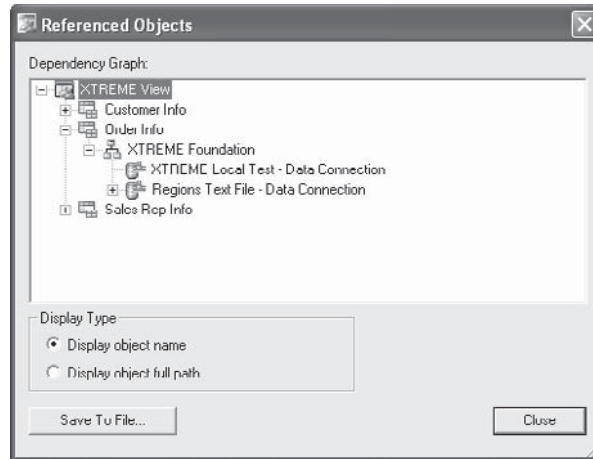 Referenced Objects
Dependency Graph:
XTREME View
Customer Info
Order Info
XTREME Foundation
XTREME Local Test - Data Connection
Regions Text File - Data Connection
Sales Rep Info
Display Type
Display object name
Display object full path
Save To File...
Close